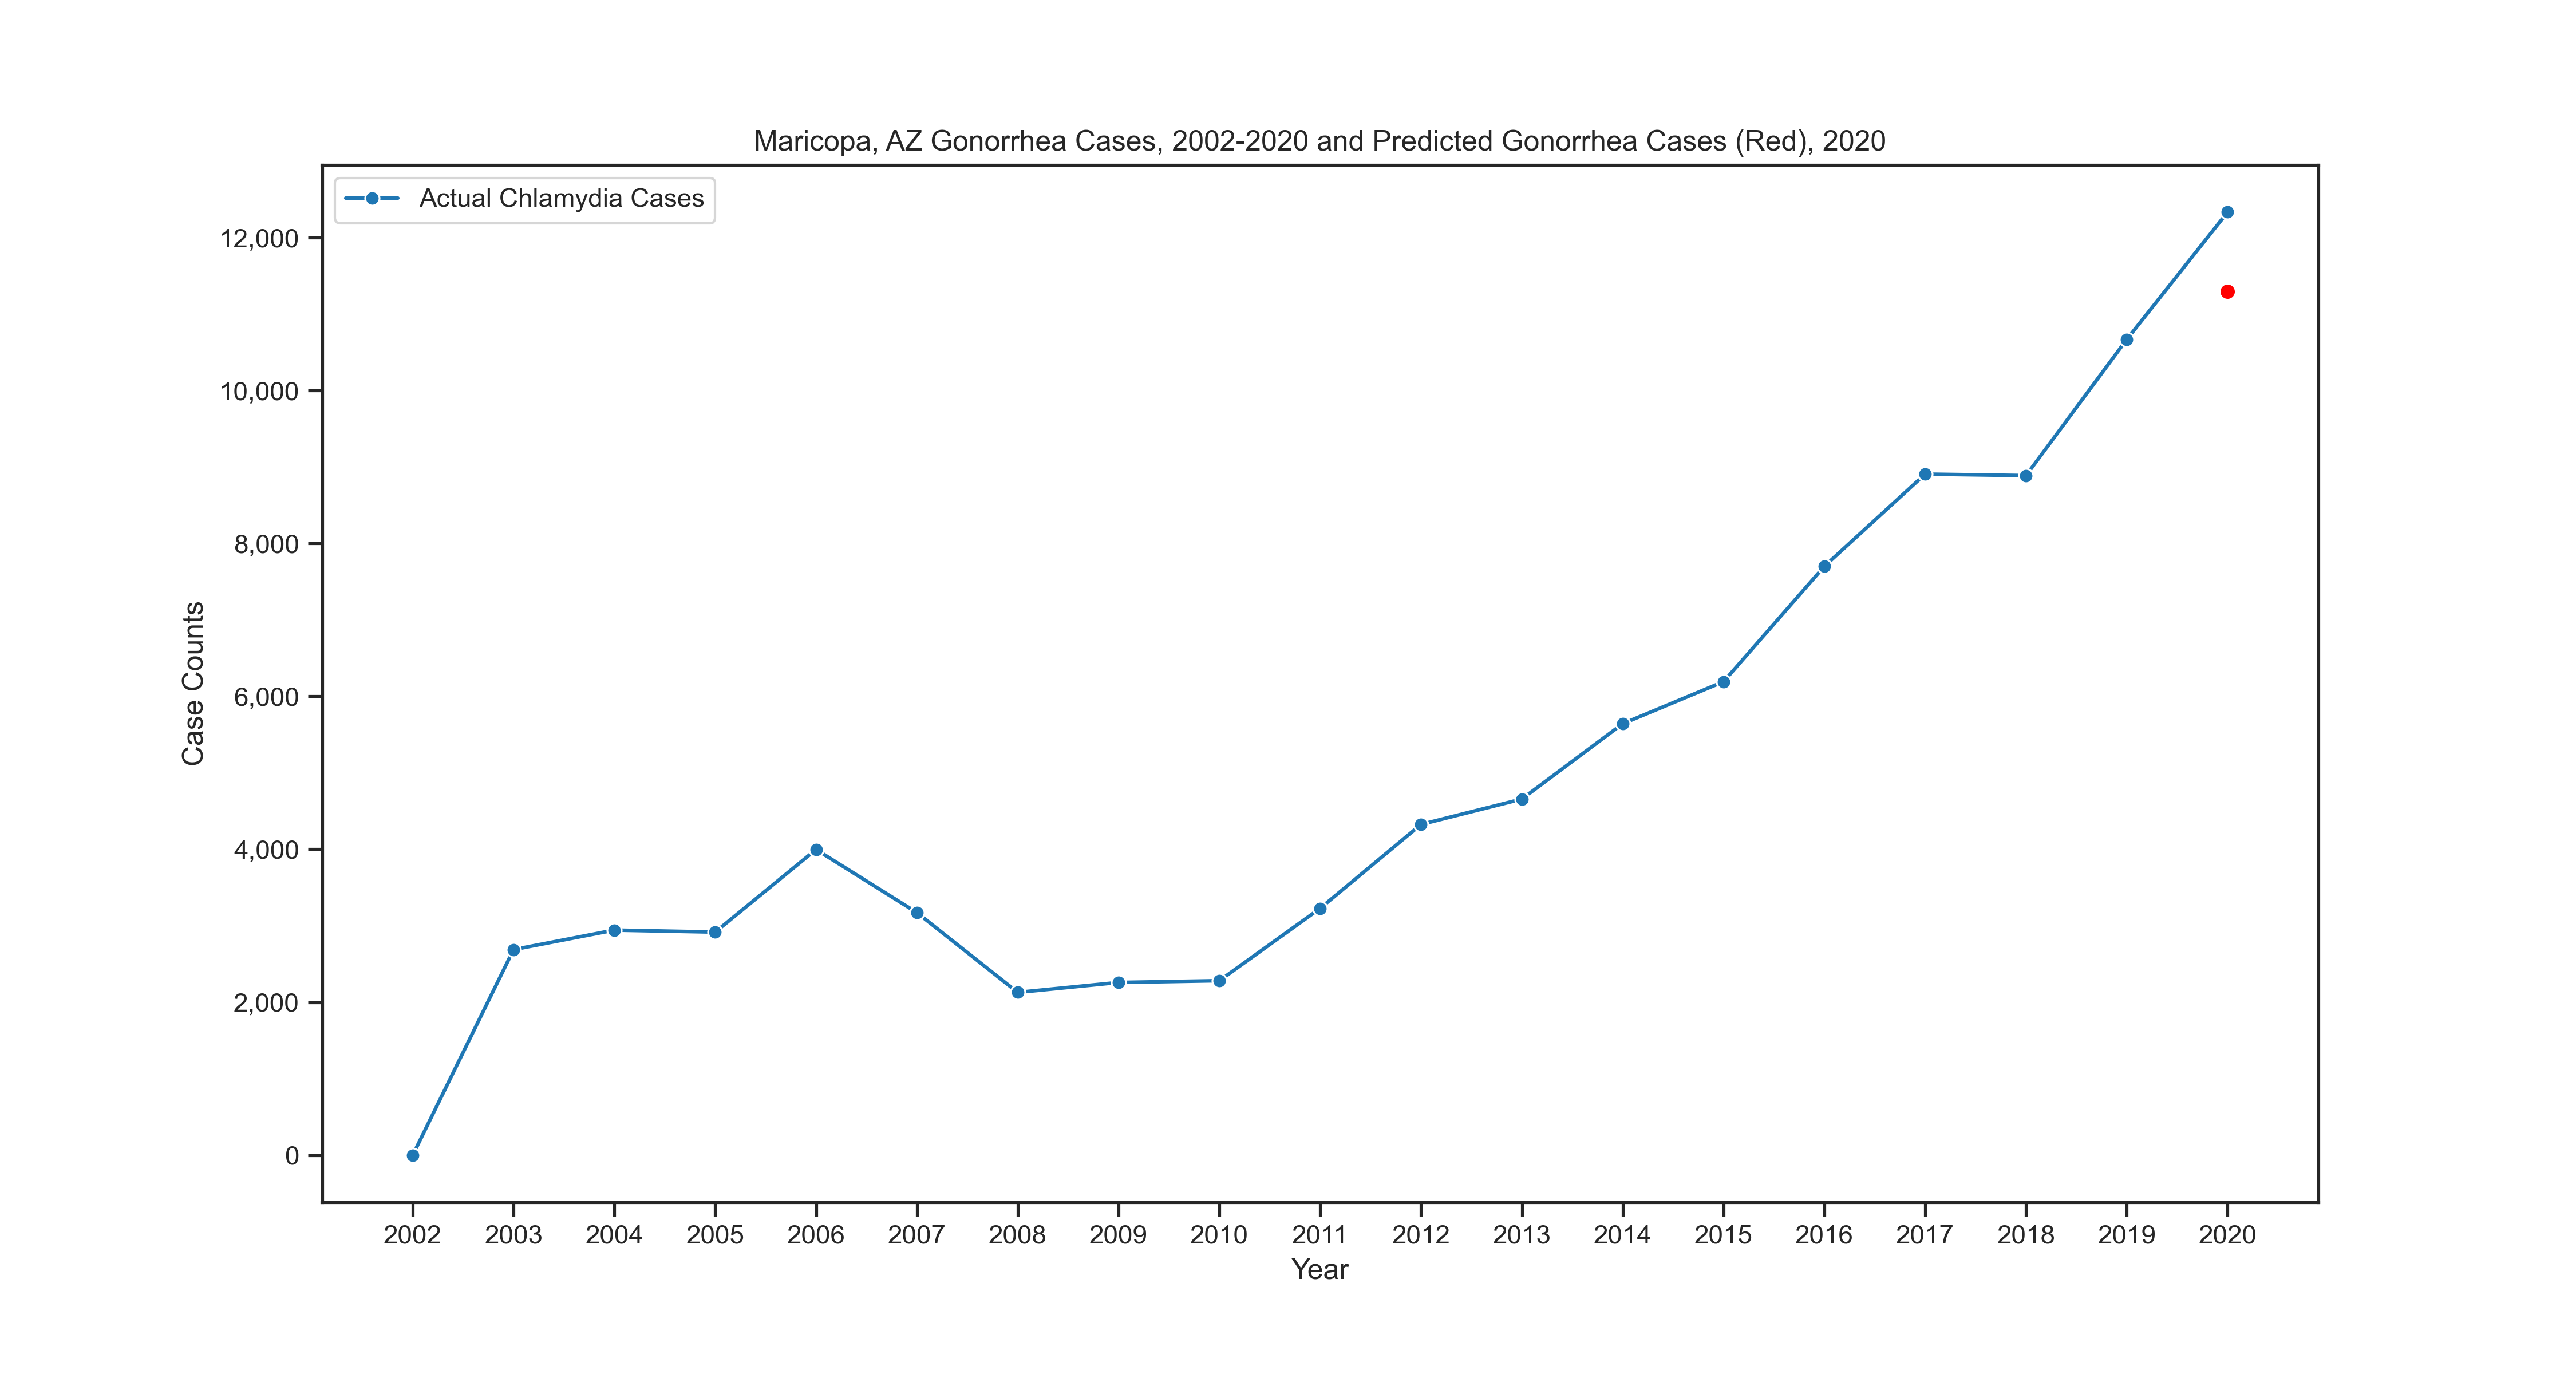 Maricopa, AZ Gonorrhea Cases, 2002-2020 and Predicted Gonorrhea Cases (Red), 2020
Actual Chlamydia Cases
12,000
10,000
8,000
6,000
4,000
2,000
0
Case Counts
2002 2003 2004 2005 2006 2007 2008 2009 2010 2011 2012 2013 2014 2015 2016 2017 2018 2019 2020
Year